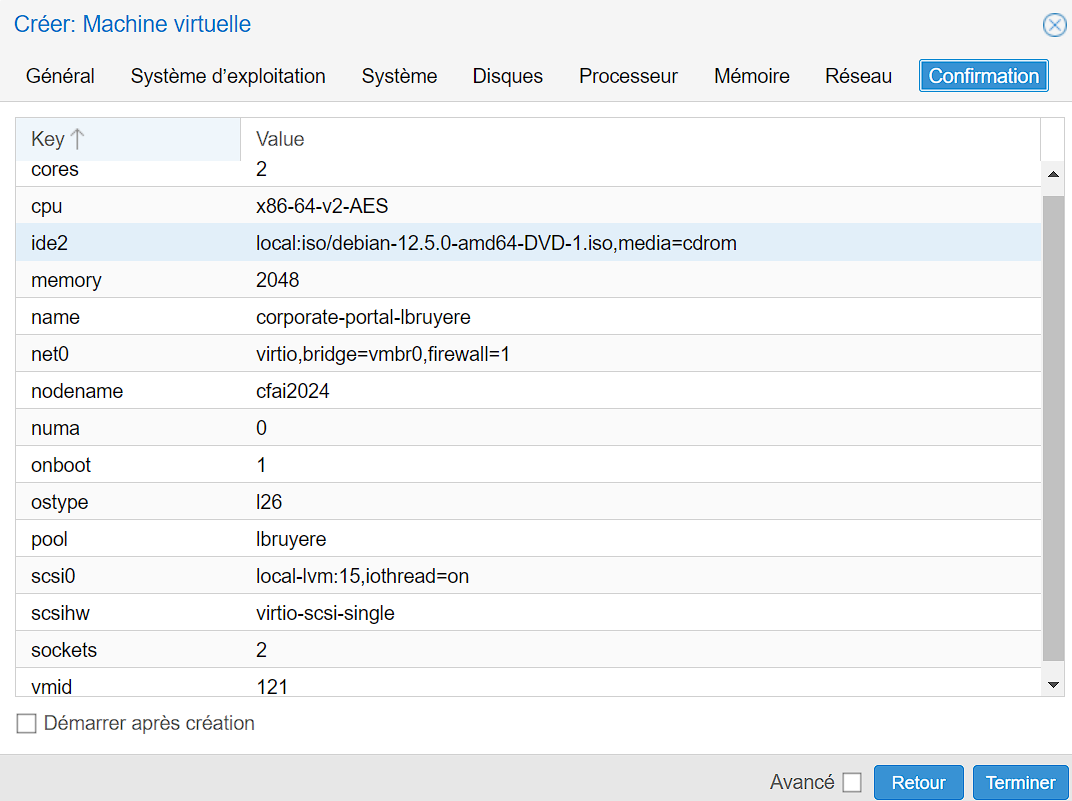 Créer: Machine virtuelle
Général Système d’exploitation Système Disques Processeur Mémoire Réseau Confirmation
Key Value
cores 2
cpu x86-64-v2-AES
ide2 local:iso/debian-12.5.0-amd64-DVD-1.iso,media=cdrom
memory 2048
name corporate-portal-lbruyere
net0 virtio,bridge=vmbr0,firewall=1
nodename cfai2024
numa 0
onboot 1
ostype l26
pool lbruyere
scsi0 local-lvm:15,iothread=on
scsihw virtio-scsi-single
sockets 2
vmid 121
Démarrer après création
Avancé Retour Terminer